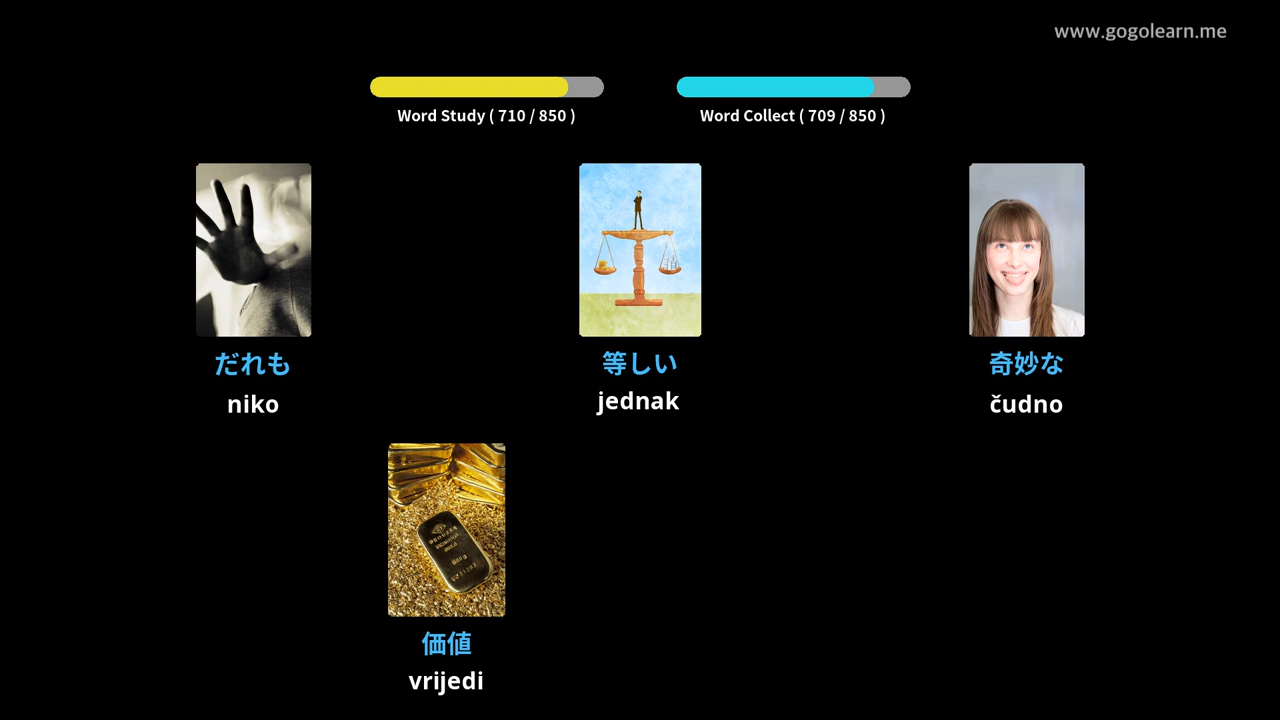 www.gogolearn.me
Word Study ( 710 / 850 )
Word Collect ( 709 / 850 )
だれも
niko
等しい
jednak
奇妙な
čudno
価値
vrijedi